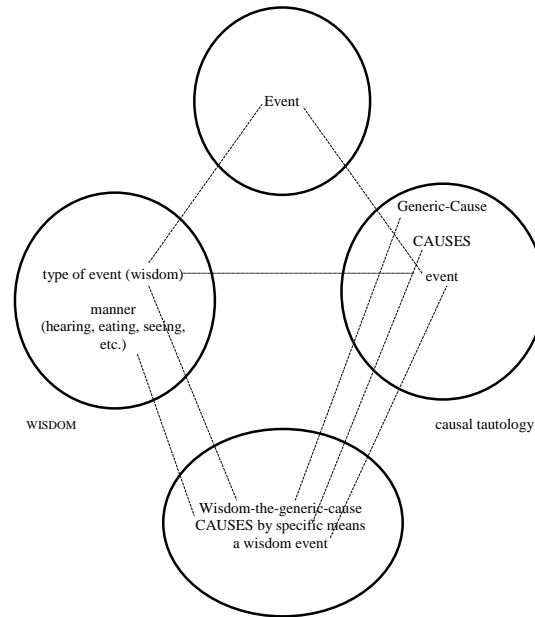 Event
Generic-Cause
CAUSES
type of event (wisdom)
event
manner
(hearing, eating, seeing,
etc.)
WISDOM
causal tautology
Wisdom-the-generic-cause
CAUSES by specific means
a wisdom event